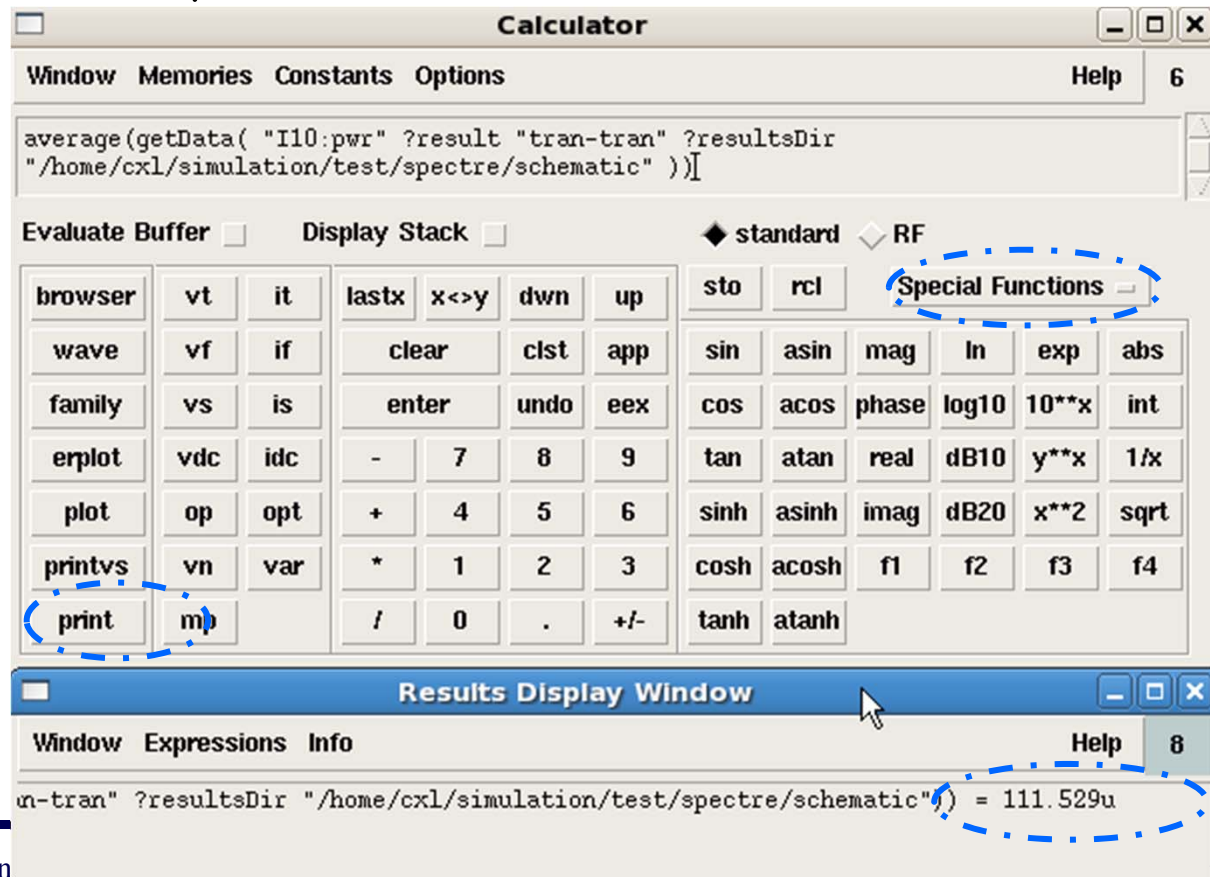 Calculator
Window Memories Constants Options Help 6
average(getData( "I10:pwr" ?result "tran-tran" ?resultsDir
"/home/cxl/simulation/test/spectre/schematic" ))
Evaluate Buffer Display Stack standard RF
browser vt it lastx x<>y dwn up sto rcl Special Functions
wave vf if clear clst app sin asin mag ln exp abs
family vs is enter undo eex cos acos phase log10 10**x int
erplot vdc idc - 7 8 9 tan atan real dB10 y**x 1/x
plot op opt + 4 5 6 sinh asinh imag dB20 x**2 sqrt
printvs vn var * 1 2 3 cosh acosh f1 f2 f3 f4
print mp / 0 . +/- tanh atanh
Results Display Window
Window Expressions Info Help 8
n-tran" ?resultsDir "/home/cxl/simulation/test/spectre/schematic")) = 111.529u
n